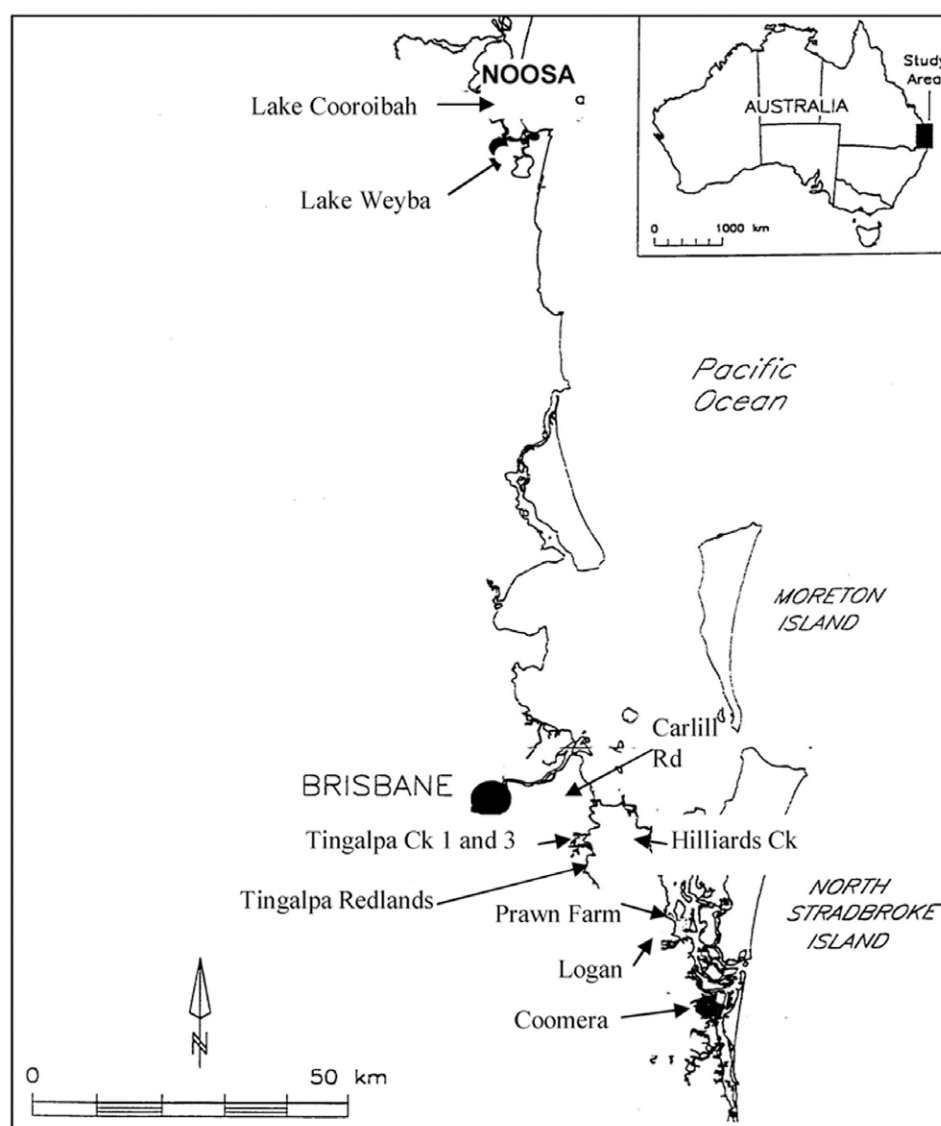 NOOSA
Lake Cooroibah
a
Lake Weyba
Study
Area
AUSTRALIA
0 1000 km
Pacific
Ocean
MORETON
ISLAND
Carlill
Rd
BRISBANE
Tingalpa Ck 1 and 3
Hilliards Ck
Tingalpa Redlands
Prawn Farm
NORTH
STRADBROKE
ISLAND
Logan
Coomera
N
0 50 km